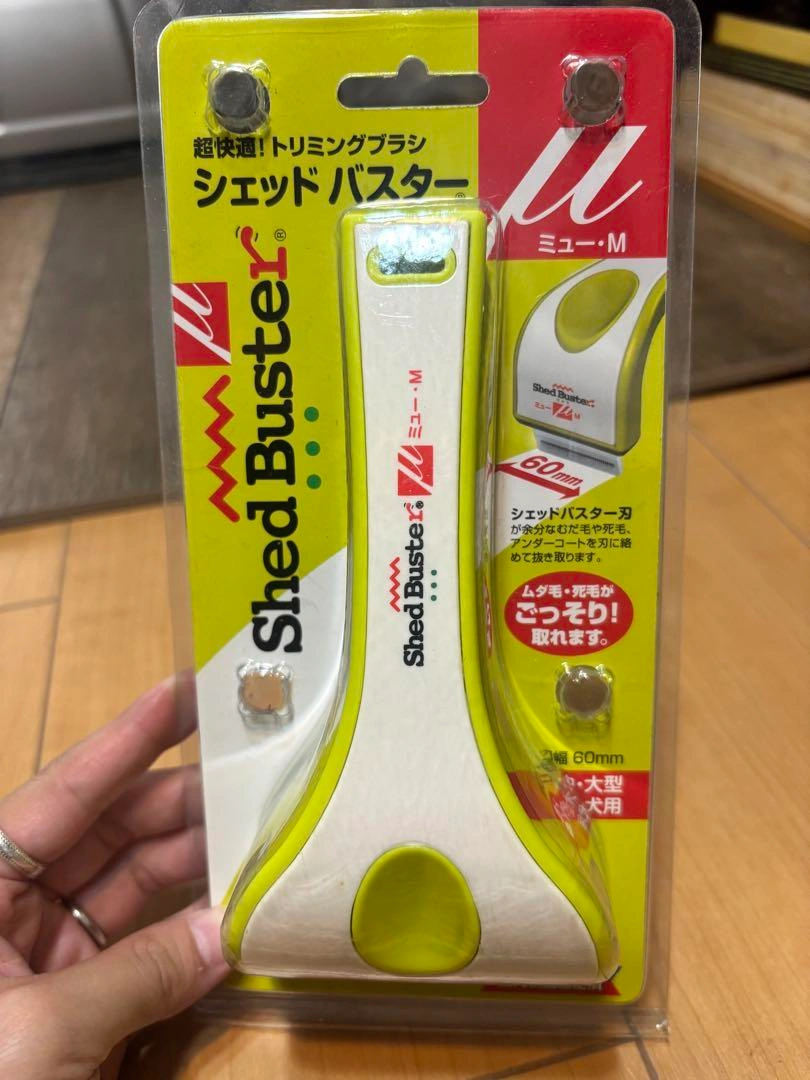 超快適！トリミングブラシ
シェッド バスター®
μ
ミュー・M
Shed Buster®
μ
Shed Buster®
μ
ミュー・M
Shed Buster
ミュー μ M
60mm
シェッドバスター刃
が余分なむだ毛や死毛、
アンダーコートを刃に絡
めて抜き取ります。
ムダ毛・死毛が
ごっそり！
取れます。
幅 60mm
・大型
犬用